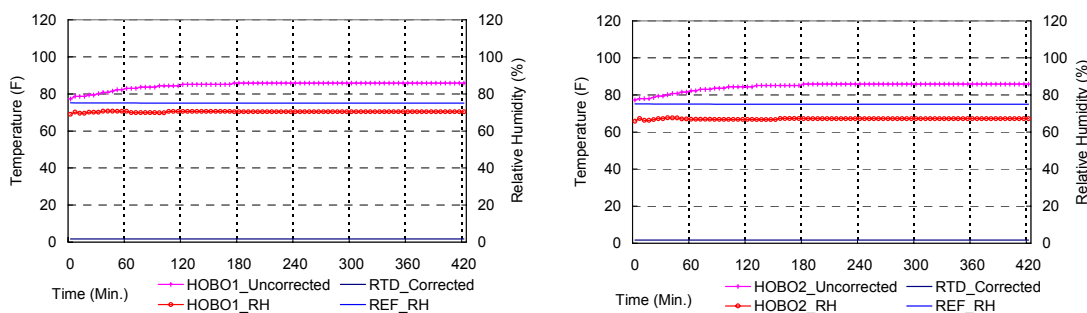 120
100
80
60
40
20
0
Temperature (F)
120
100
80
60
40
20
0
Relative Humidity (%)
0 60 120 180 240 300 360 420
Time (Min.)
HOBO1_Uncorrected RTD_Corrected
HOBO1_RH REF_RH
120
100
80
60
40
20
0
Temperature (F)
120
100
80
60
40
20
0
Relative Humidity (%)
0 60 120 180 240 300 360 420
Time (Min.)
HOBO2_Uncorrected RTD_Corrected
HOBO2_RH REF_RH